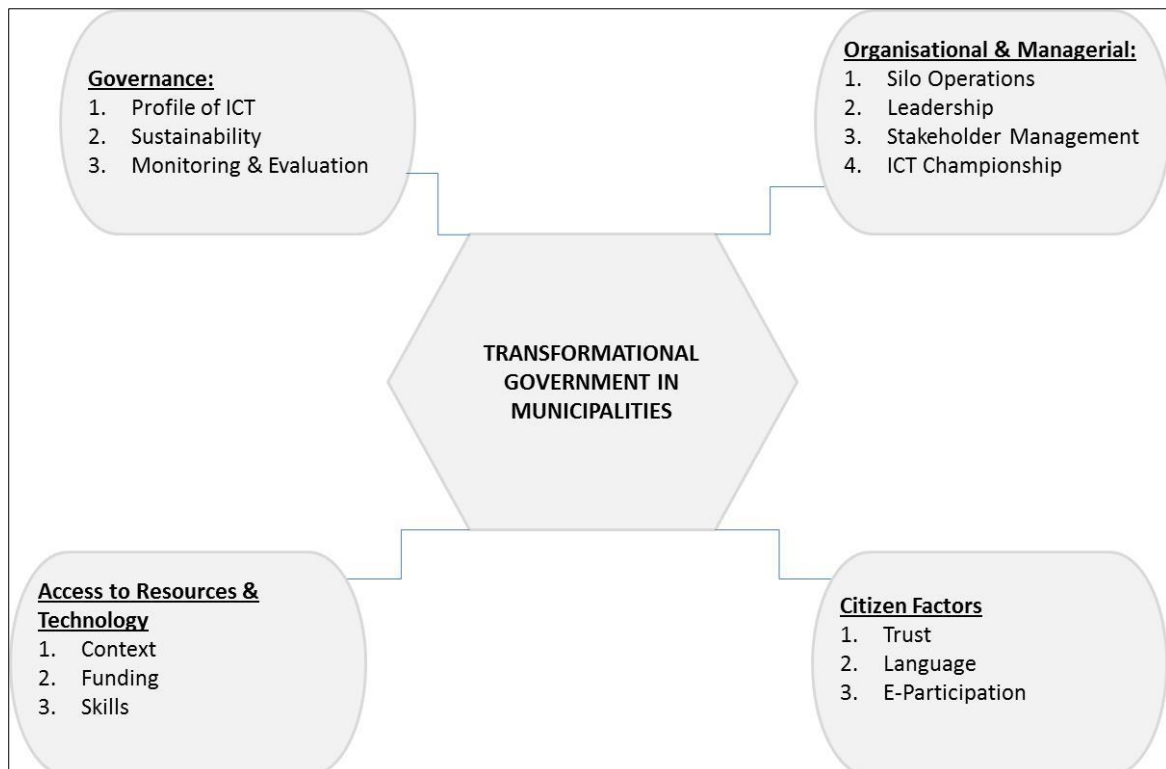 Governance:
1. Profile of ICT
2. Sustainability
3. Monitoring & Evaluation
Organisational & Managerial:
1. Silo Operations
2. Leadership
3. Stakeholder Management
4. ICT Championship
TRANSFORMATIONAL
GOVERNMENT IN
MUNICIPALITIES
Access to Resources &
Technology
1. Context
2. Funding
3. Skills
Citizen Factors
1. Trust
2. Language
3. E-Participation